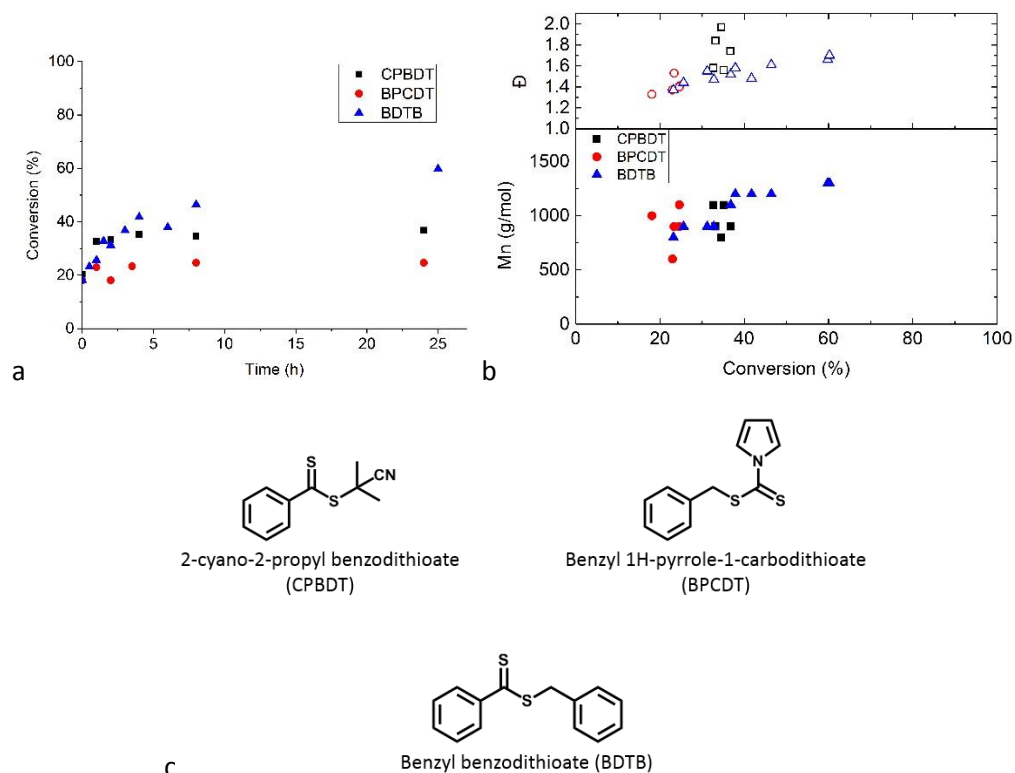 100
80
60
40
20
0
Conversion (%)
CPBDT
BPCDT
BDTB
0 5 10 15 20 25
Time (h)
a
2.0
1.8
1.6
1.4
1.2
1.0
Đ
CPBDT
BPCDT
BDTB
1500
1000
500
0
Mn (g/mol)
0 20 40 60 80 100
Conversion (%)
b
S
S
CN
2-cyano-2-propyl benzodithioate
(CPBDT)
N
S
S
Benzyl 1H-pyrrole-1-carbodithioate
(BPCDT)
S
S
Benzyl benzodithioate (BDTB)
c